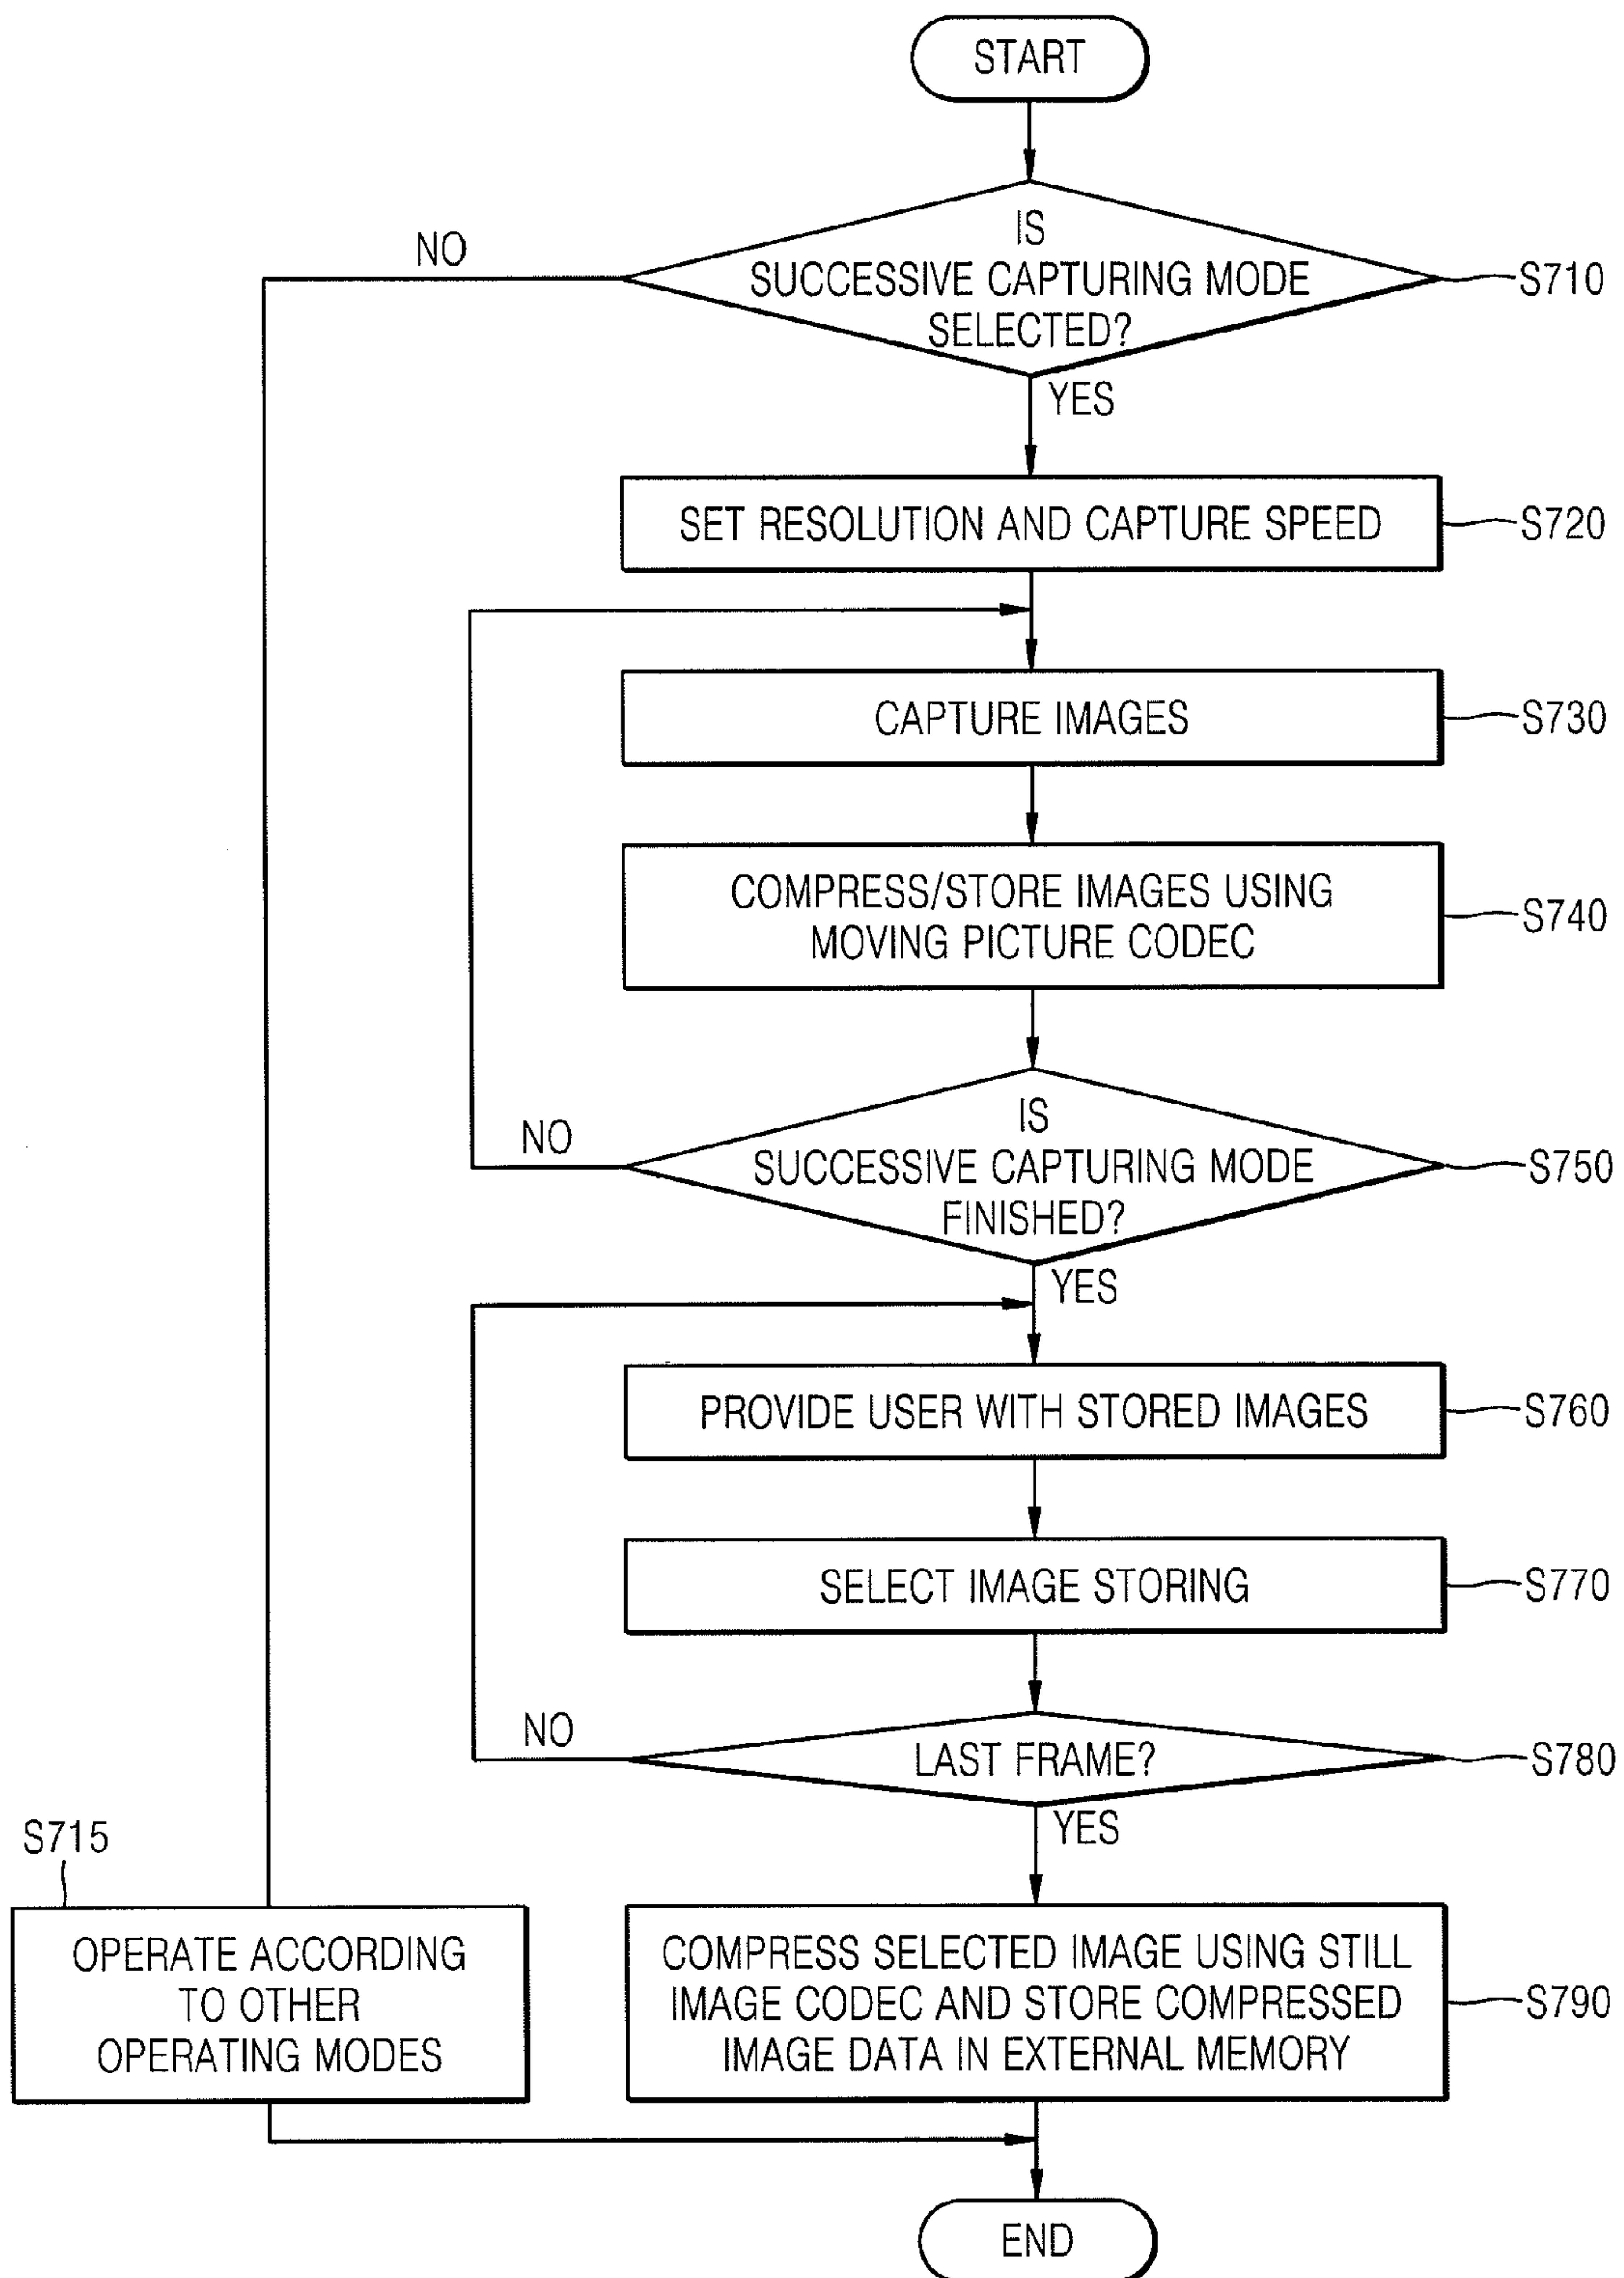 START
IS
SUCCESSIVE CAPTURING MODE
SELECTED?
S710
NO
YES
SET RESOLUTION AND CAPTURE SPEED
S720
CAPTURE IMAGES
S730
COMPRESS/STORE IMAGES USING
MOVING PICTURE CODEC
S740
IS
SUCCESSIVE CAPTURING MODE
FINISHED?
S750
NO
YES
PROVIDE USER WITH STORED IMAGES
S760
SELECT IMAGE STORING
S770
LAST FRAME?
S780
NO
YES
S715
OPERATE ACCORDING
TO OTHER
OPERATING MODES
COMPRESS SELECTED IMAGE USING STILL
IMAGE CODEC AND STORE COMPRESSED
IMAGE DATA IN EXTERNAL MEMORY
S790
END